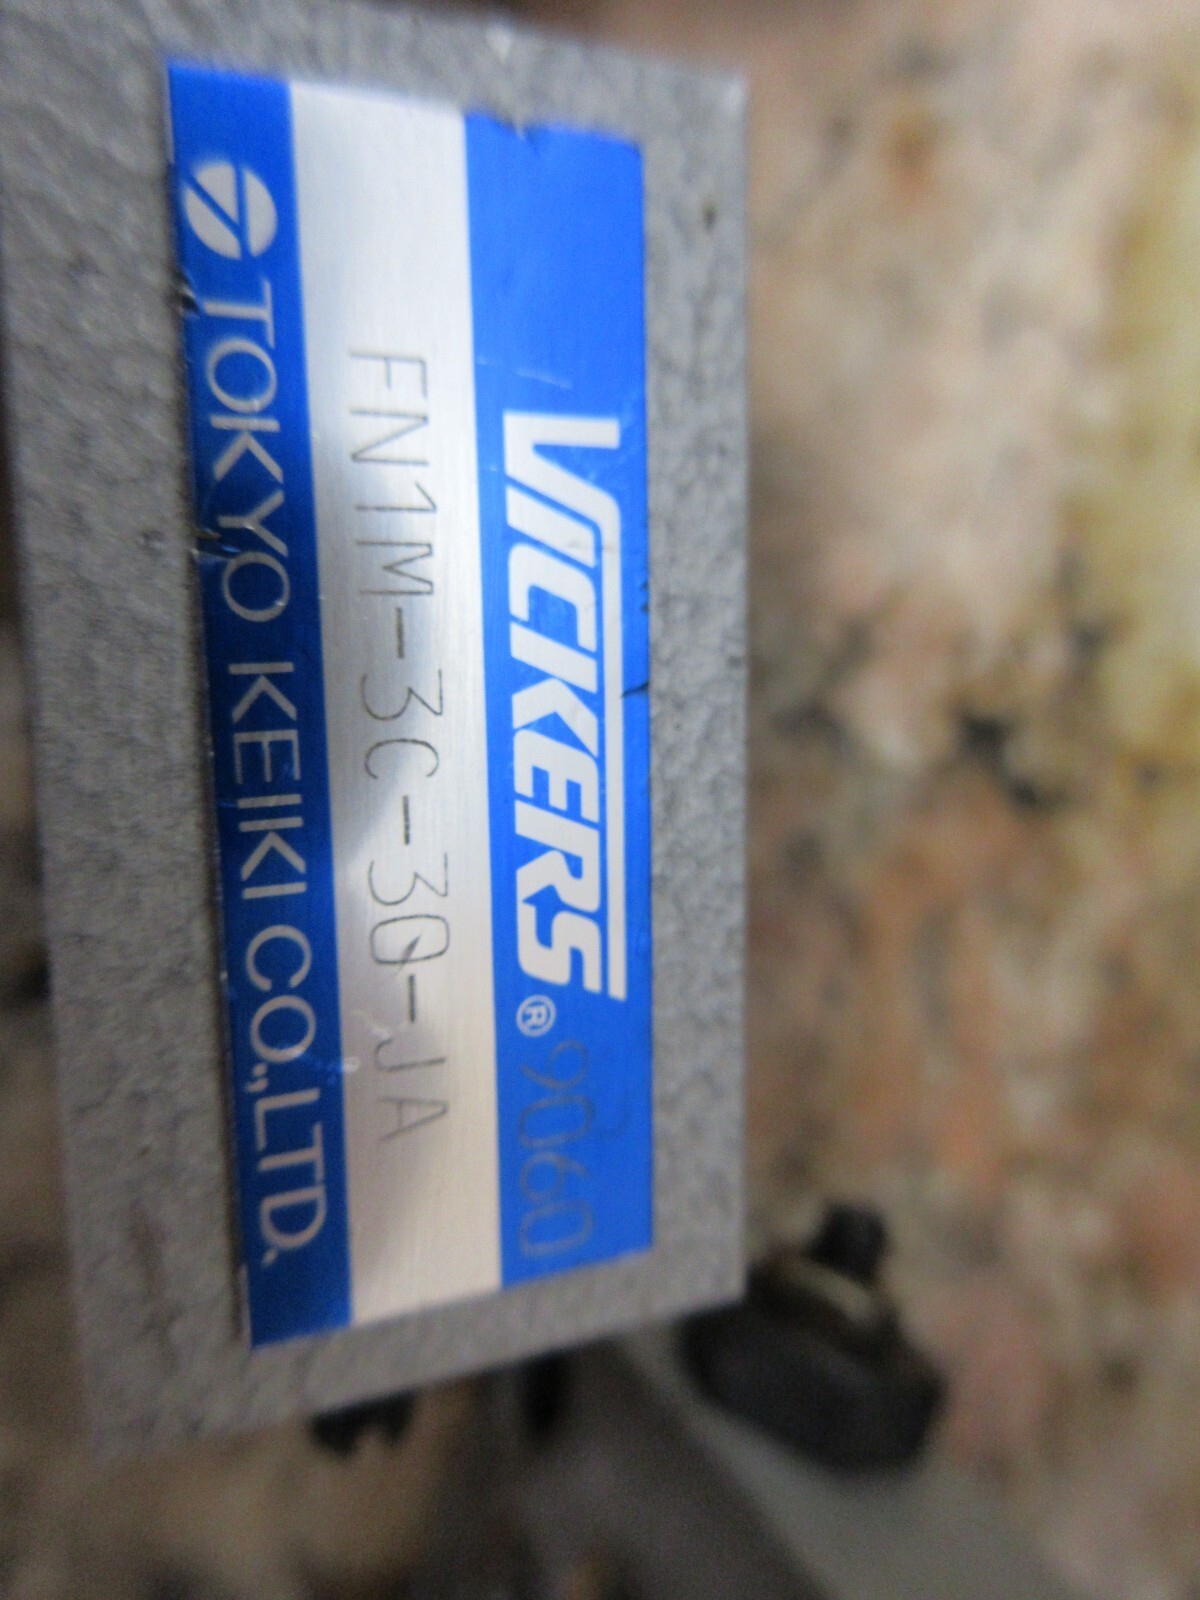 VICKERS® 9060
FN1M-3C-30-JA
TOKYO KEIKI CO.,LTD.